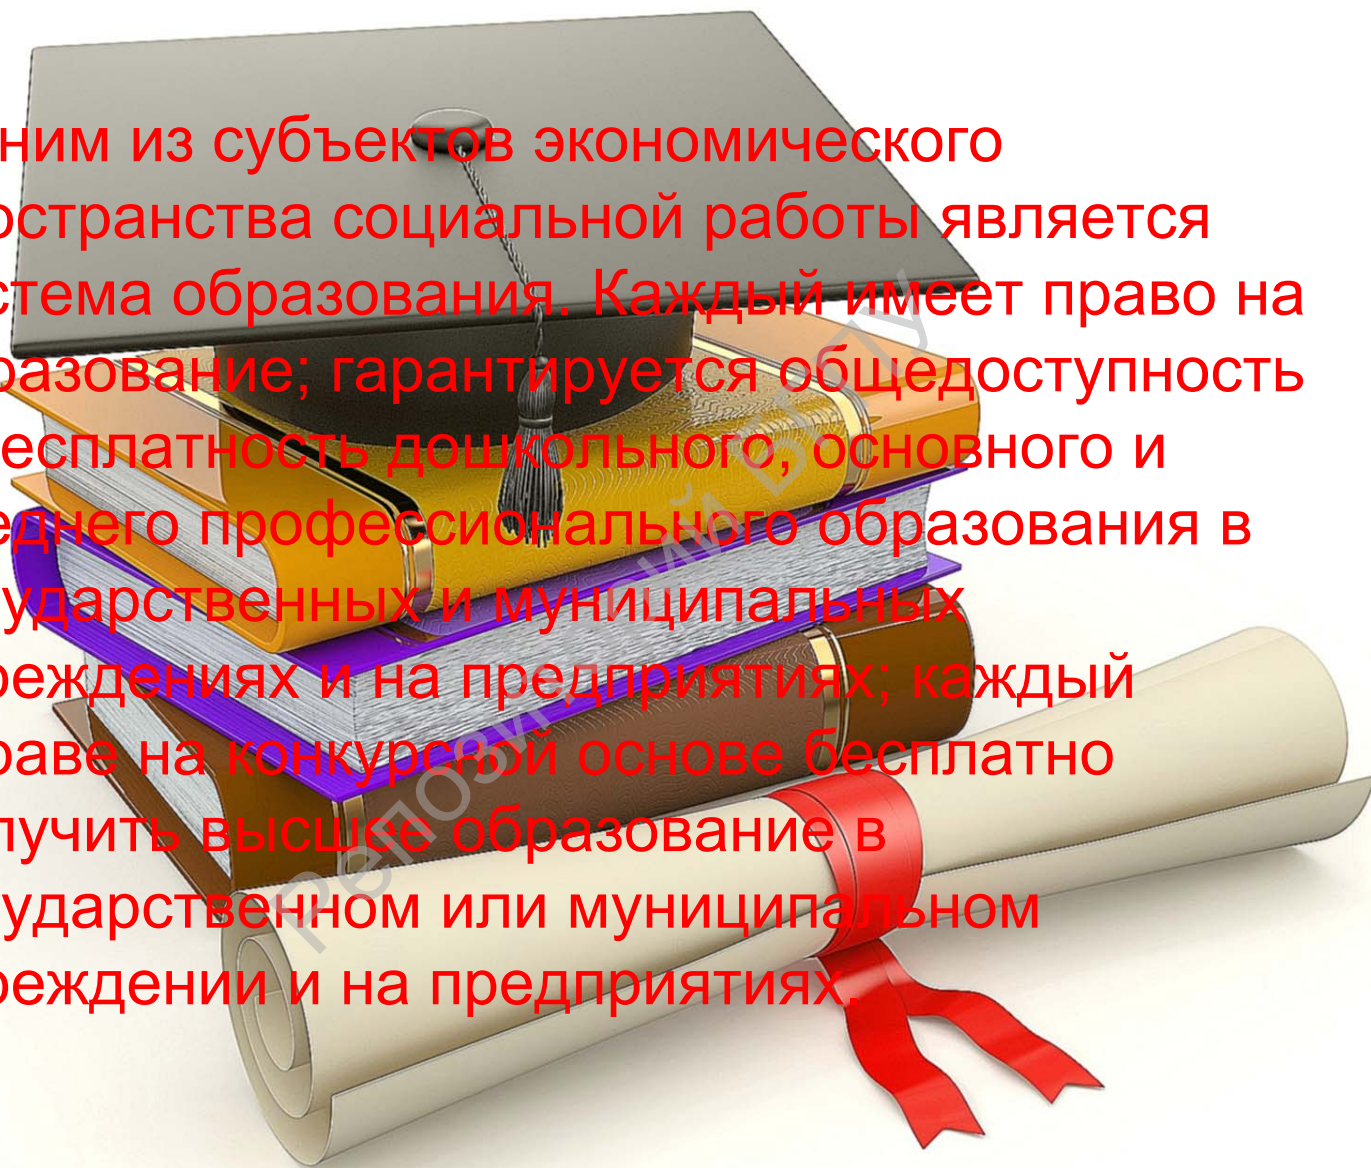 ним из субъектов экономического
остранства социальной работы является
стема образования. Каждый имеет право на
разование; гарантируется общедоступность
есплатность дошкольного, основного и
еднего профессионального образования в
ударственных и муниципальных
реждениях и на предприятиях; каждый
раве на конкурсной основе бесплатно
лучить высшее образование в
ударственном или муниципальном
реждении и на предприятиях.
Репозиторий ВГПУ